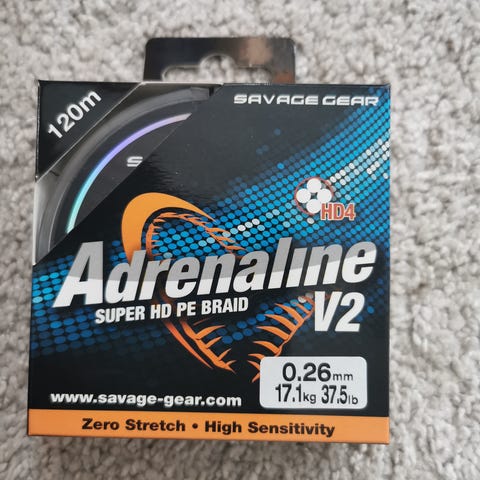 120m
SAVAGE GEAR
S
HD4
Adrenaline
V2
SUPER HD PE BRAID
0.26mm
17.1kg 37.5lb
www.savage-gear.com
Zero Stretch • High Sensitivity